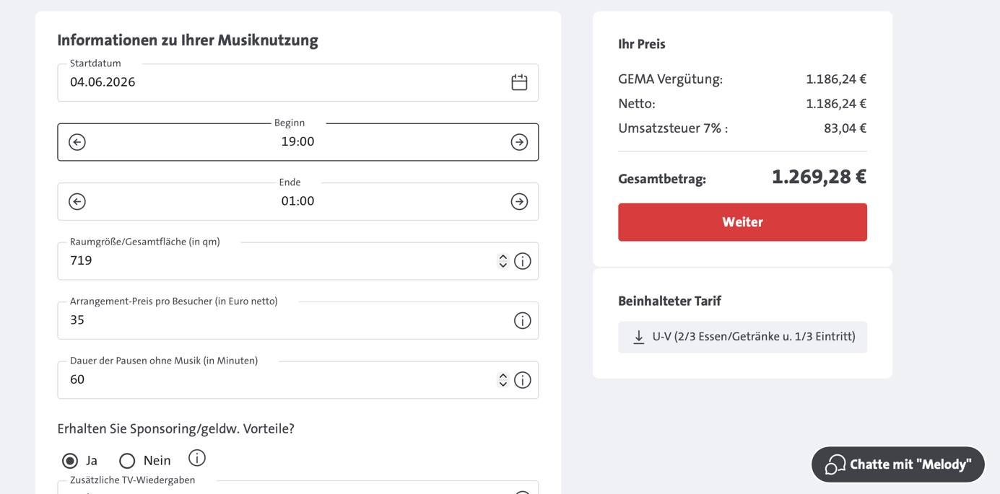 Informationen zu Ihrer Musiknutzung
Startdatum
04.06.2026
Beginn
19:00
Ende
01:00
Raumgröße/Gesamtfläche (in qm)
719
Arrangement-Preis pro Besucher (in Euro netto)
35
Dauer der Pausen ohne Musik (in Minuten)
60
Erhalten Sie Sponsoring/geldw. Vorteile?
Ja Nein
Zusätzliche TV-Wiedergaben
Ihr Preis
GEMA Vergütung: 1.186,24 €
Netto: 1.186,24 €
Umsatzsteuer 7% : 83,04 €
Gesamtbetrag: 1.269,28 €
Weiter
Beinhalteter Tarif
U-V (2/3 Essen/Getränke u. 1/3 Eintritt)
Chatte mit "Melody"